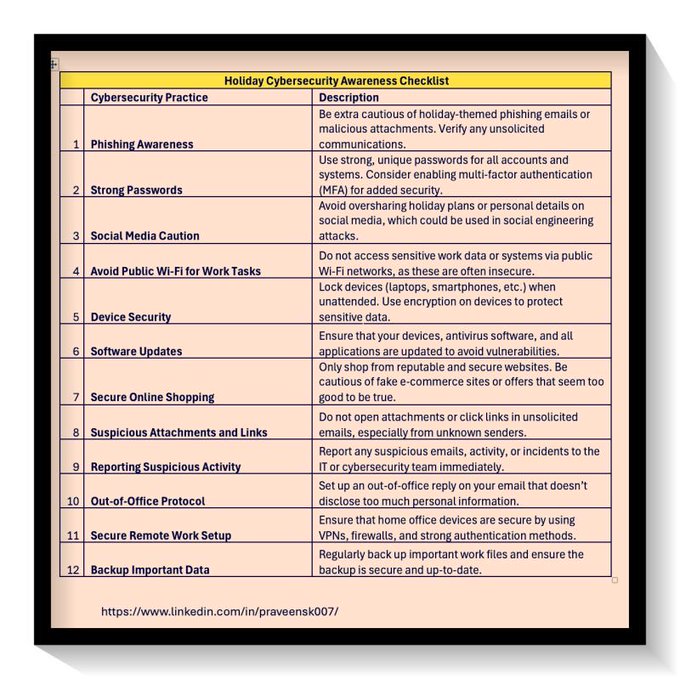 Holiday Cybersecurity Awareness Checklist
Cybersecurity Practice Description
1 Phishing Awareness Be extra cautious of holiday-themed phishing emails or
malicious attachments. Verify any unsolicited
communications.
2 Strong Passwords Use strong, unique passwords for all accounts and
systems. Consider enabling multi-factor authentication
(MFA) for added security.
3 Social Media Caution Avoid oversharing holiday plans or personal details on
social media, which could be used in social engineering
attacks.
4 Avoid Public Wi-Fi for Work Tasks Do not access sensitive work data or systems via public
Wi-Fi networks, as these are often insecure.
5 Device Security Lock devices (laptops, smartphones, etc.) when
unattended. Use encryption on devices to protect
sensitive data.
6 Software Updates Ensure that your devices, antivirus software, and all
applications are updated to avoid vulnerabilities.
7 Secure Online Shopping Only shop from reputable and secure websites. Be
cautious of fake e-commerce sites or offers that seem too
good to be true.
8 Suspicious Attachments and Links Do not open attachments or click links in unsolicited
emails, especially from unknown senders.
9 Reporting Suspicious Activity Report any suspicious emails, activity, or incidents to the
IT or cybersecurity team immediately.
10 Out-of-Office Protocol Set up an out-of-office reply on your email that doesn’t
disclose too much personal information.
11 Secure Remote Work Setup Ensure that home office devices are secure by using
VPNs, firewalls, and strong authentication methods.
12 Backup Important Data Regularly back up important work files and ensure the
backup is secure and up-to-date.
https://www.linkedin.com/in/praveensk007/